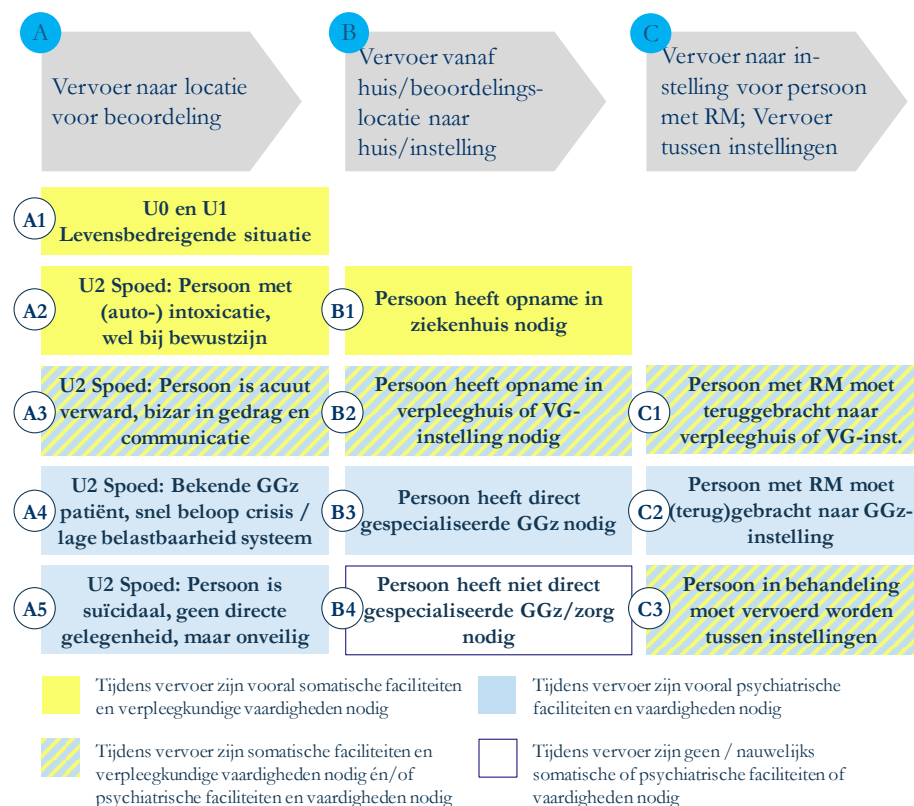 A
Vervoer naar locatie
voor beoordeling
B
Vervoer vanaf
huis/beoordelings-
locatie naar
huis/instelling
C
Vervoer naar in-
stelling voor persoon
met RM; Vervoer
tussen instellingen
A1
U0 en U1
Levensbedreigende situatie
A2
U2 Spoed: Persoon met
(auto-) intoxicatie,
wel bij bewustzijn
B1
Persoon heeft opname in
ziekenhuis nodig
A3
U2 Spoed: Persoon is acuut
verward, bizar in gedrag en
communicatie
B2
Persoon heeft opname in
verpleeghuis of VG-
instelling nodig
C1
Persoon met RM moet
teruggebracht naar
verpleeghuis of VG-inst.
A4
U2 Spoed: Bekende GGz
patiënt, snel beloop crisis /
lage belastbaarheid systeem
B3
Persoon heeft direct
gespecialiseerde GGz nodig
C2
Persoon met RM moet
(terug)gebracht naar GGz-
instelling
A5
U2 Spoed: Persoon is
suïcidaal, geen directe
gelegenheid, maar onveilig
B4
Persoon heeft niet direct
gespecialiseerde GGz/zorg
nodig
C3
Persoon in behandeling
moet vervoerd worden
tussen instellingen
Tijdens vervoer zijn vooral somatische faciliteiten
en verpleegkundige vaardigheden nodig
Tijdens vervoer zijn vooral psychiatrische
faciliteiten en vaardigheden nodig
Tijdens vervoer zijn somatische faciliteiten en
verpleegkundige vaardigheden nodig én/of
psychiatrische faciliteiten en vaardigheden nodig
Tijdens vervoer zijn geen / nauwelijks
somatische of psychiatrische faciliteiten of
vaardigheden nodig